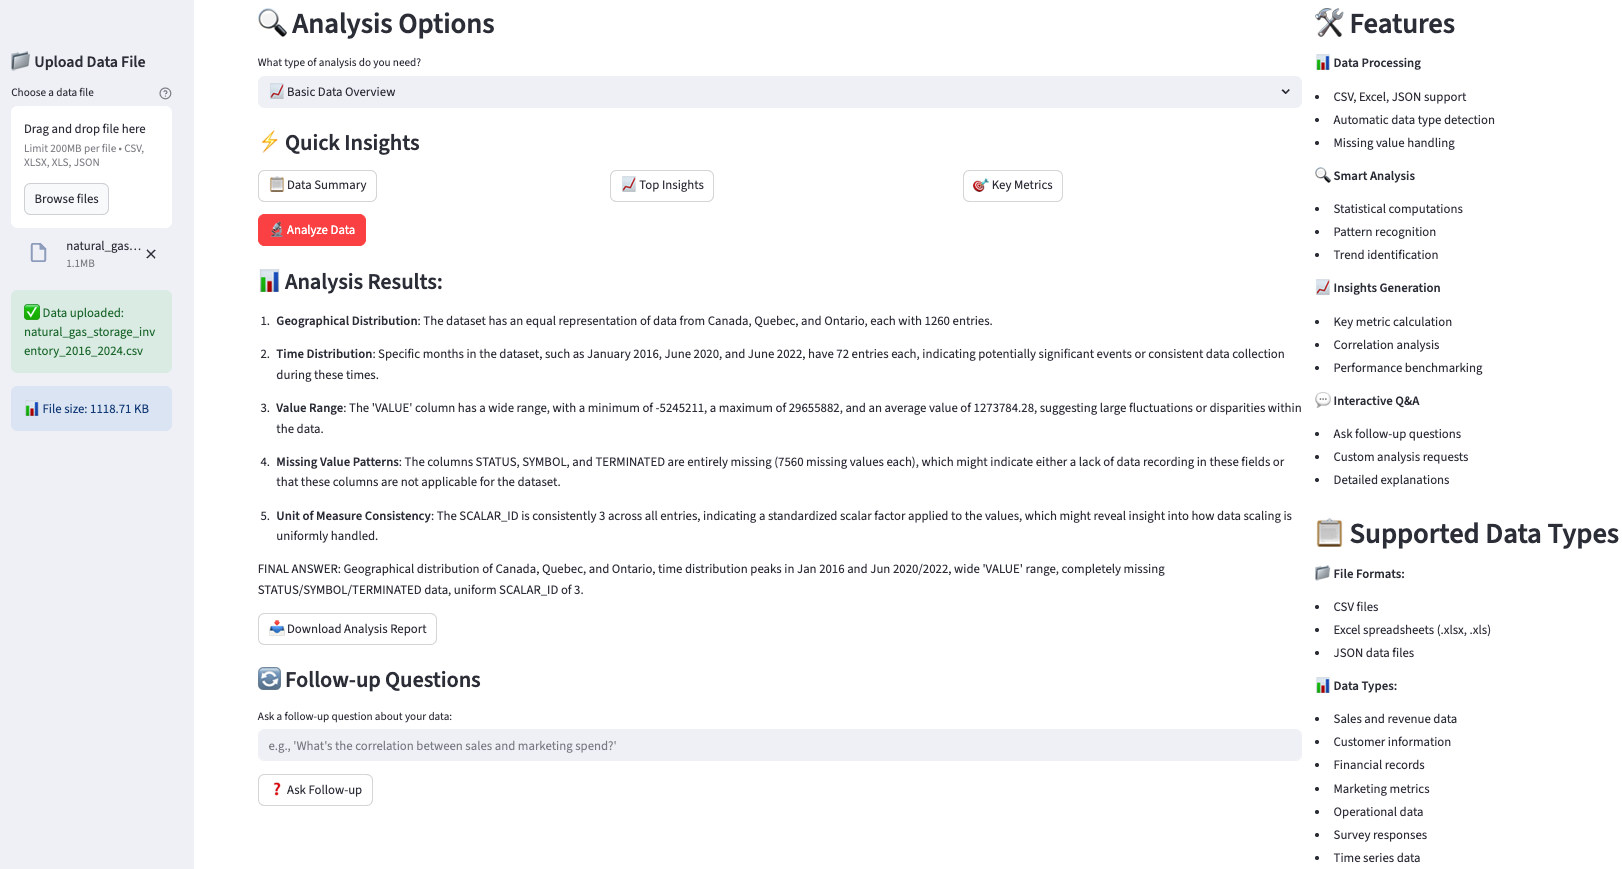 Upload Data File
Choose a data file
Drag and drop file here
Limit 200MB per file • CSV,
XLSX, XLS, JSON
Browse files
natural_gas...
1.1MB
Data uploaded:
natural_gas_storage_inv
entory_2016_2024.csv
File size: 1118.71 KB
Analysis Options
What type of analysis do you need?
Basic Data Overview
Quick Insights
Data Summary
Top Insights
Key Metrics
Analyze Data
Analysis Results:
1. Geographical Distribution: The dataset has an equal representation of data from Canada, Quebec, and Ontario, each with 1260 entries.
2. Time Distribution: Specific months in the dataset, such as January 2016, June 2020, and June 2022, have 72 entries each, indicating potentially significant events or consistent data collection
during these times.
3. Value Range: The 'VALUE' column has a wide range, with a minimum of -5245211, a maximum of 29655882, and an average value of 1273784.28, suggesting large fluctuations or disparities within
the data.
4. Missing Value Patterns: The columns STATUS, SYMBOL, and TERMINATED are entirely missing (7560 missing values each), which might indicate either a lack of data recording in these fields or
that these columns are not applicable for the dataset.
5. Unit of Measure Consistency: The SCALAR_ID is consistently 3 across all entries, indicating a standardized scalar factor applied to the values, which might reveal insight into how data scaling is
uniformly handled.
FINAL ANSWER: Geographical distribution of Canada, Quebec, and Ontario, time distribution peaks in Jan 2016 and Jun 2020/2022, wide 'VALUE' range, completely missing
STATUS/SYMBOL/TERMINATED data, uniform SCALAR_ID of 3.
Download Analysis Report
Follow-up Questions
Ask a follow-up question about your data:
e.g., 'What's the correlation between sales and marketing spend?'
Ask Follow-up
Features
Data Processing
• CSV, Excel, JSON support
• Automatic data type detection
• Missing value handling
Smart Analysis
• Statistical computations
• Pattern recognition
• Trend identification
Insights Generation
• Key metric calculation
• Correlation analysis
• Performance benchmarking
Interactive Q&A
• Ask follow-up questions
• Custom analysis requests
• Detailed explanations
Supported Data Types
File Formats:
• CSV files
• Excel spreadsheets (.xlsx, .xls)
• JSON data files
Data Types:
• Sales and revenue data
• Customer information
• Financial records
• Marketing metrics
• Operational data
• Survey responses
• Time series data